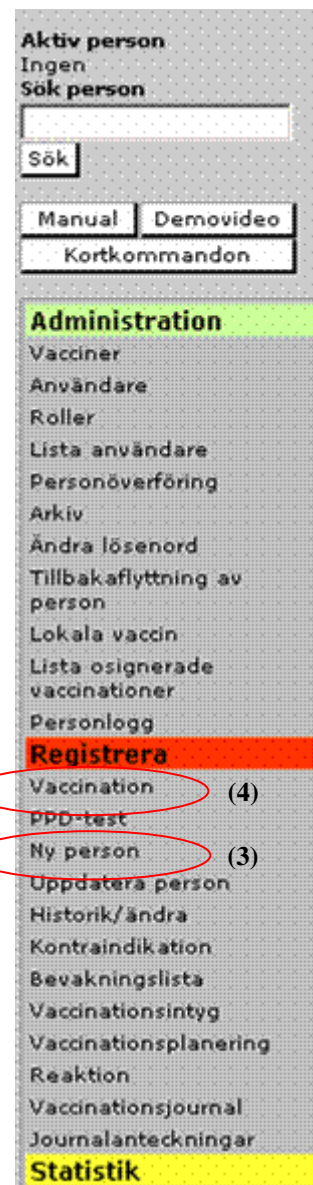 Aktiv person
Ingen
Sök person
Sök
Manual Demovideo
Kortkommandon
Administration
Vacciner
Användare
Roller
Lista användare
Personöverföring
Arkiv
Ändra lösenord
Tillbakaflyttning av
person
Lokala vaccin
Lista osignerade
vaccinationer
Personlogg
Registrera
Vaccination (4)
PPD-test
Ny person (3)
Uppdatera person
Historik/ändra
Kontraindikation
Bevakningslista
Vaccinationsintyg
Vaccinationsplanering
Reaktion
Vaccinationsjournal
Journalanteckningar
Statistik